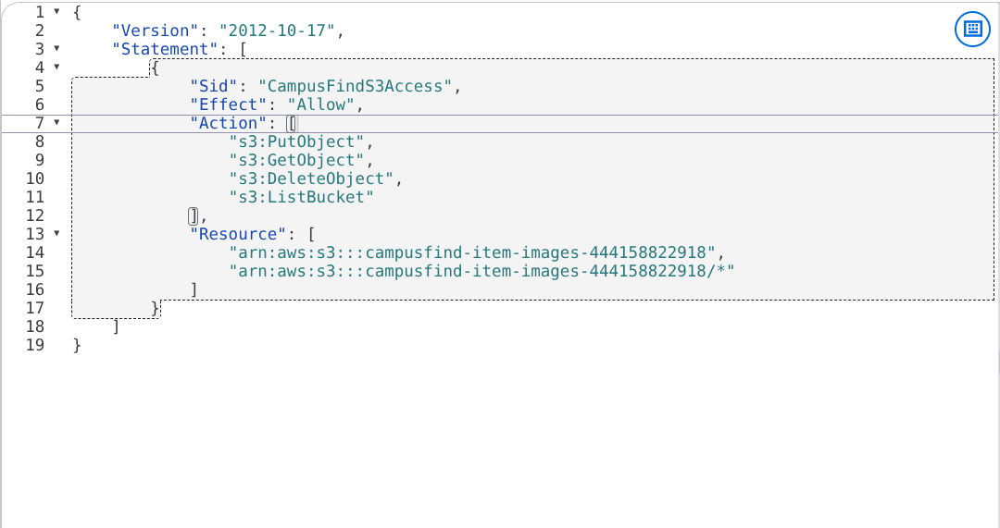 1 {
2 "Version": "2012-10-17",
3 "Statement": [
4 {
5 "Sid": "CampusFindS3Access",
6 "Effect": "Allow",
7 "Action": [
8 "s3:PutObject",
9 "s3:GetObject",
10 "s3:DeleteObject",
11 "s3:ListBucket"
12 ],
13 "Resource": [
14 "arn:aws:s3:::campusfind-item-images-444158822918",
15 "arn:aws:s3:::campusfind-item-images-444158822918/*"
16 ]
17 }
18 ]
19 }